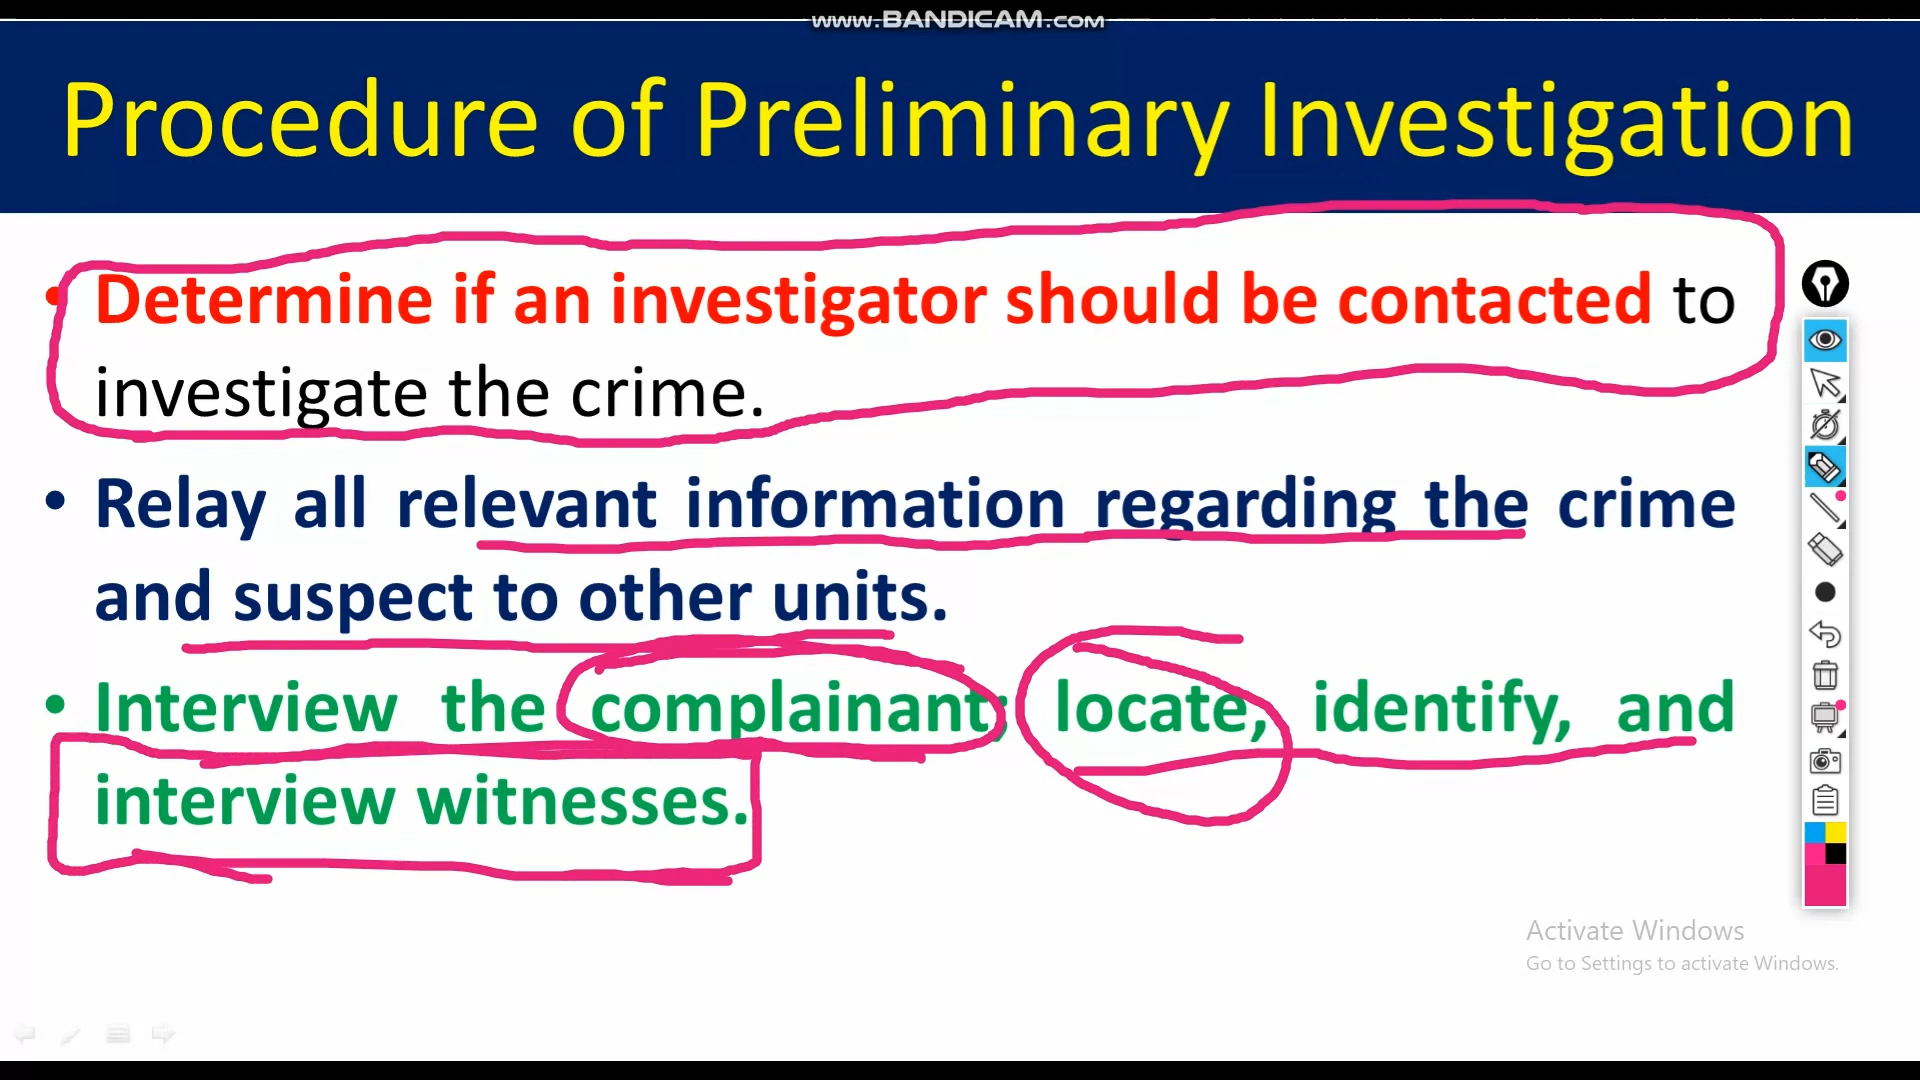 www.BANDICAM.com
Procedure of Preliminary Investigation
• Determine if an investigator should be contacted to
investigate the crime.
• Relay all relevant information regarding the crime
and suspect to other units.
• Interview the complainant; locate, identify, and
interview witnesses.
Activate Windows
Go to Settings to activate Windows.